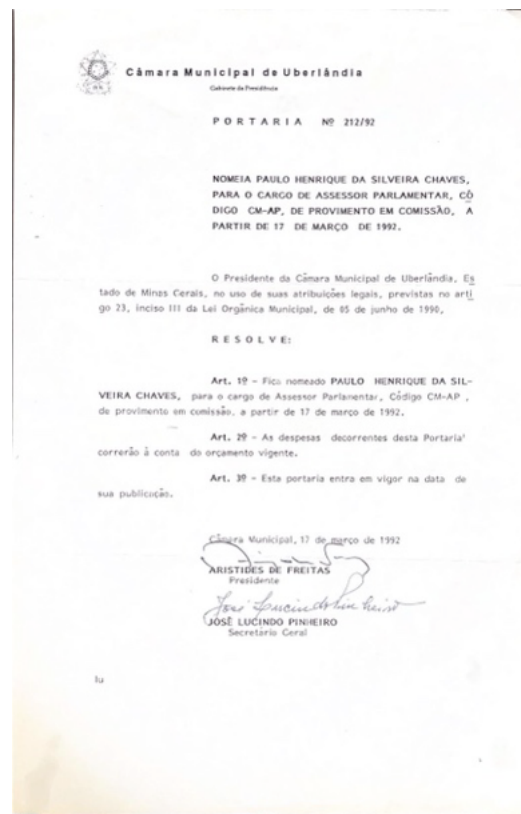 Câmara Municipal de Uberlândia
Gabinete da Presidência
PORTARIA Nº 212/92
NOMEIA PAULO HENRIQUE DA SILVEIRA CHAVES,
PARA O CARGO DE ASSESSOR PARLAMENTAR, CÓ
DIGO CM-AP, DE PROVIMENTO EM COMISSÃO, A
PARTIR DE 17 DE MARÇO DE 1992.
O Presidente da Câmara Municipal de Uberlândia, Es
tado de Minas Gerais, no uso de suas atribuições legais, previstas no arti
go 23, inciso III da Lei Orgânica Municipal, de 05 de junho de 1990,
RESOLVE:
Art. 1º - Fica nomeado PAULO HENRIQUE DA SIL-
VEIRA CHAVES, para o cargo de Assessor Parlamentar, Código CM-AP ,
de provimento em comissão, a partir de 17 de março de 1992.
Art. 2º - As despesas decorrentes desta Portaria'
correrão à conta do orçamento vigente.
Art. 3º - Esta portaria entra em vigor na data de
sua publicação.
Câmara Municipal, 17 de março de 1992
ARISTIDES DE FREITAS
Presidente
José Lucindo Pinheiro
JOSÉ LUCINDO PINHEIRO
Secretário Geral
lu